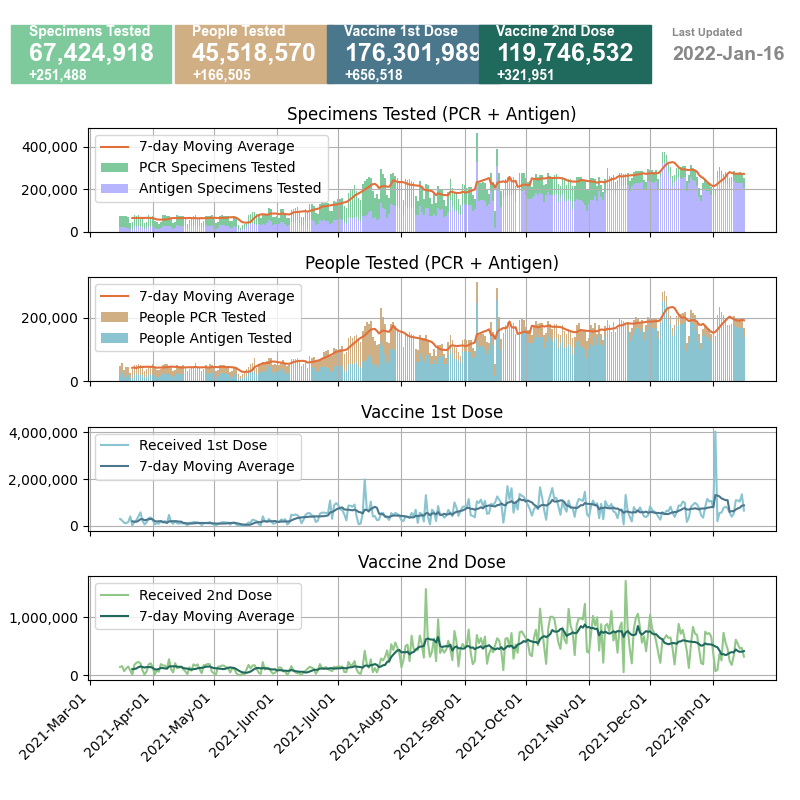 Specimens Tested
67,424,918
+251,488
People Tested
45,518,570
+166,505
Vaccine 1st Dose
176,301,989
+656,518
Vaccine 2nd Dose
119,746,532
+321,951
Last Updated
2022-Jan-16
Specimens Tested (PCR + Antigen)
400,000
200,000
0
7-day Moving Average
PCR Specimens Tested
Antigen Specimens Tested
People Tested (PCR + Antigen)
200,000
0
7-day Moving Average
People PCR Tested
People Antigen Tested
Vaccine 1st Dose
4,000,000
2,000,000
0
Received 1st Dose
7-day Moving Average
Vaccine 2nd Dose
1,000,000
0
Received 2nd Dose
7-day Moving Average
2021-Mar-01
2021-Apr-01
2021-May-01
2021-Jun-01
2021-Jul-01
2021-Aug-01
2021-Sep-01
2021-Oct-01
2021-Nov-01
2021-Dec-01
2022-Jan-01